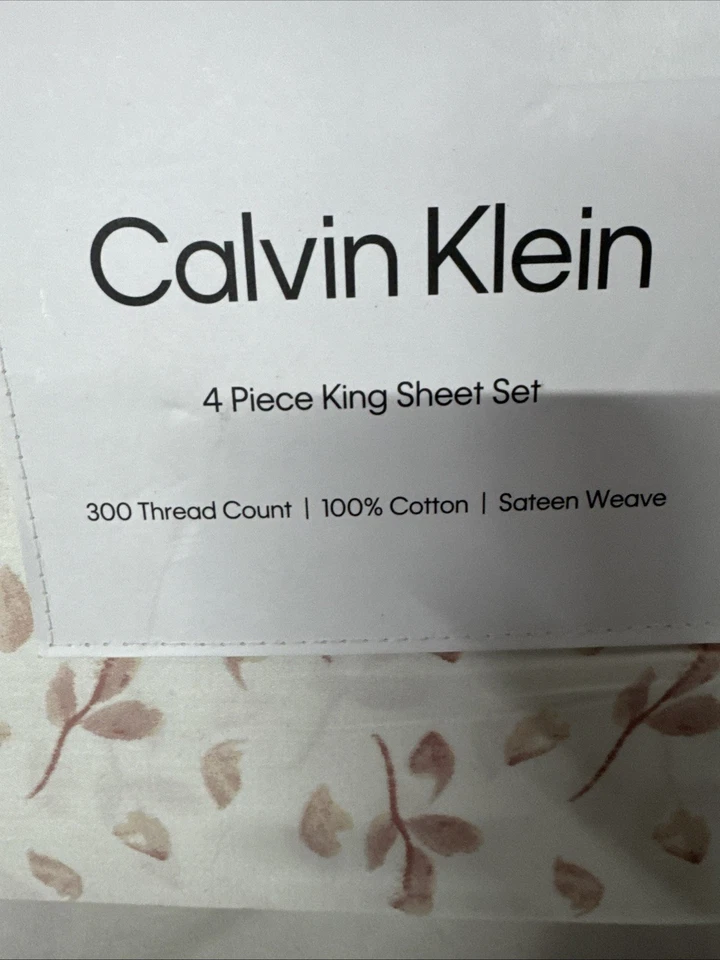 Calvin Klein
4 Piece King Sheet Set
300 Thread Count | 100% Cotton | Sateen Weave